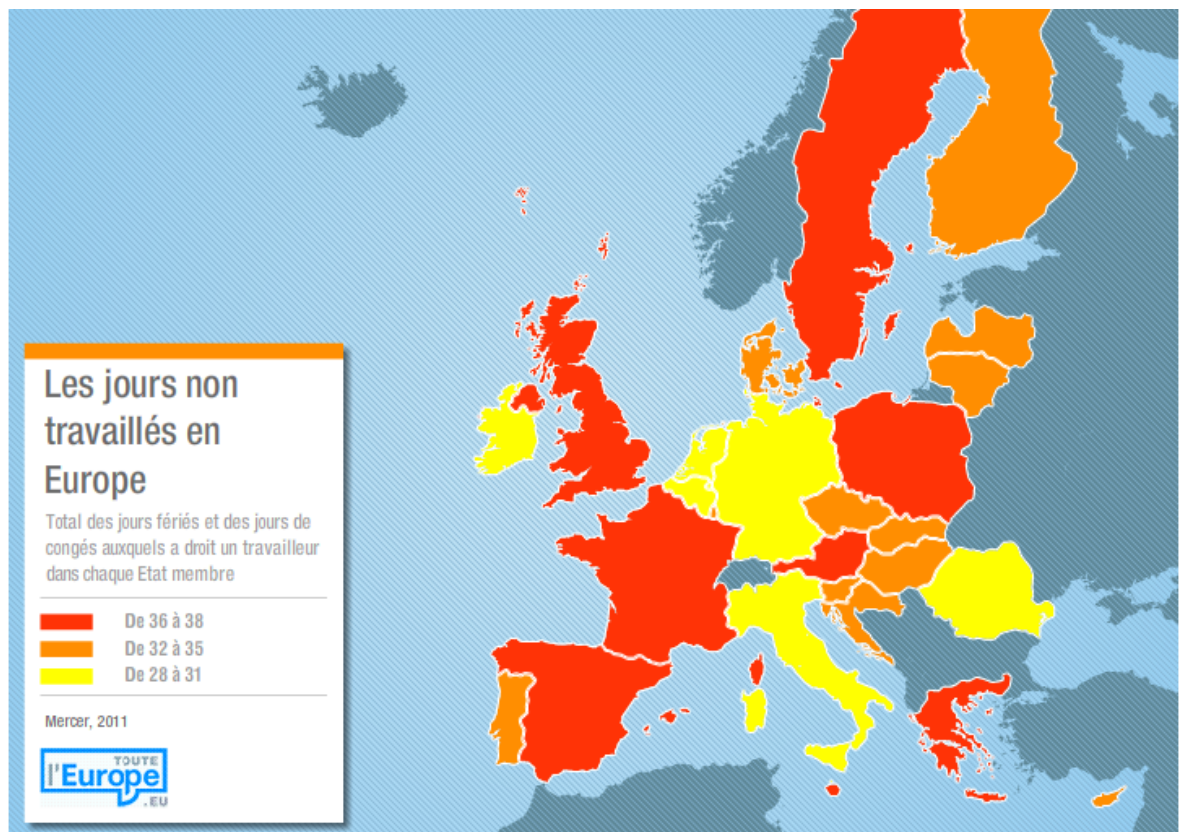 Les jours non
travaillés en
Europe
Total des jours fériés et des jours de
congés auxquels a droit un travailleur
dans chaque Etat membre
De 36 à 38
De 32 à 35
De 28 à 31
Mercer, 2011
TOUTE
l'Europe
.EU